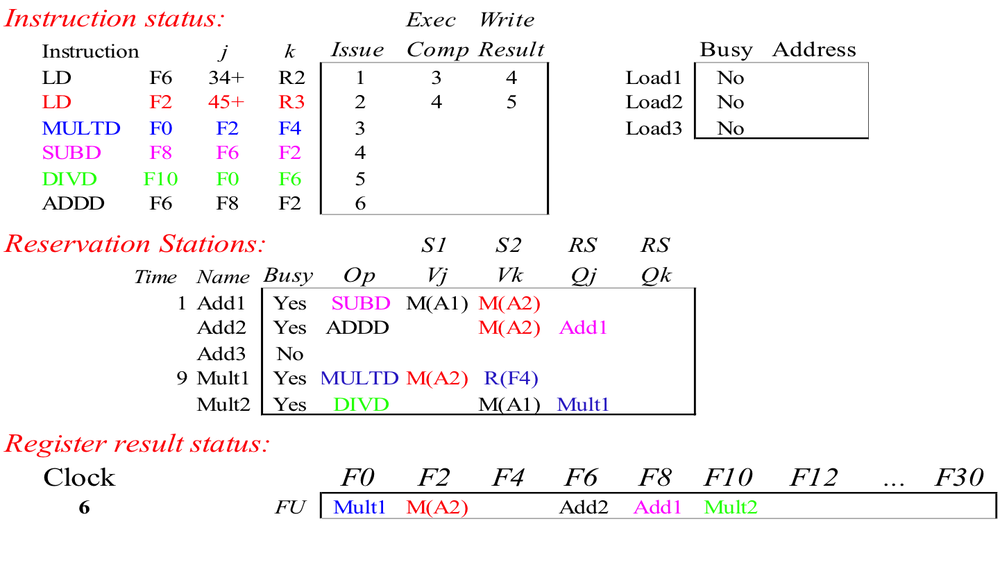 Instruction status: Exec Write
Instruction j k Issue Comp Result Busy Address
LD F6 34+ R2 1 3 4 Load1 No
LD F2 45+ R3 2 4 5 Load2 No
MULTD F0 F2 F4 3 Load3 No
SUBD F8 F6 F2 4
DIVD F10 F0 F6 5
ADDD F6 F8 F2 6
Reservation Stations: S1 S2 RS RS
Time Name Busy Op Vj Vk Qj Qk
1 Add1 Yes SUBD M(A1) M(A2)
Add2 Yes ADDD M(A2) Add1
Add3 No
9 Mult1 Yes MULTD M(A2) R(F4)
Mult2 Yes DIVD M(A1) Mult1
Register result status:
Clock F0 F2 F4 F6 F8 F10 F12 ... F30
6 FU Mult1 M(A2) Add2 Add1 Mult2